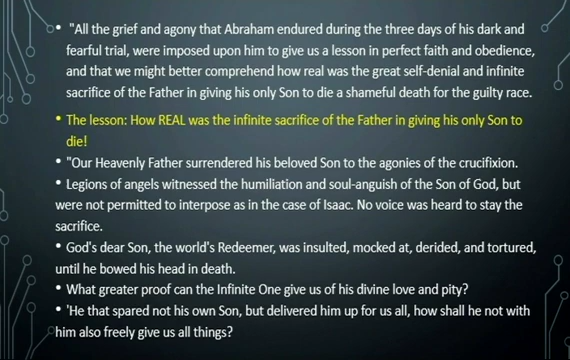 • "All the grief and agony that Abraham endured during the three days of his dark and
fearful trial, were imposed upon him to give us a lesson in perfect faith and obedience,
and that we might better comprehend how real was the great self-denial and infinite
sacrifice of the Father in giving his only Son to die a shameful death for the guilty race.
• The lesson: How REAL was the infinite sacrifice of the Father in giving his only Son to
die!
• "Our Heavenly Father surrendered his beloved Son to the agonies of the crucifixion.
• Legions of angels witnessed the humiliation and soul-anguish of the Son of God, but
were not permitted to interpose as in the case of Isaac. No voice was heard to stay the
sacrifice.
• God's dear Son, the world's Redeemer, was insulted, mocked at, derided, and tortured,
until he bowed his head in death.
• What greater proof can the Infinite One give us of his divine love and pity?
• 'He that spared not his own Son, but delivered him up for us all, how shall he not with
him also freely give us all things?